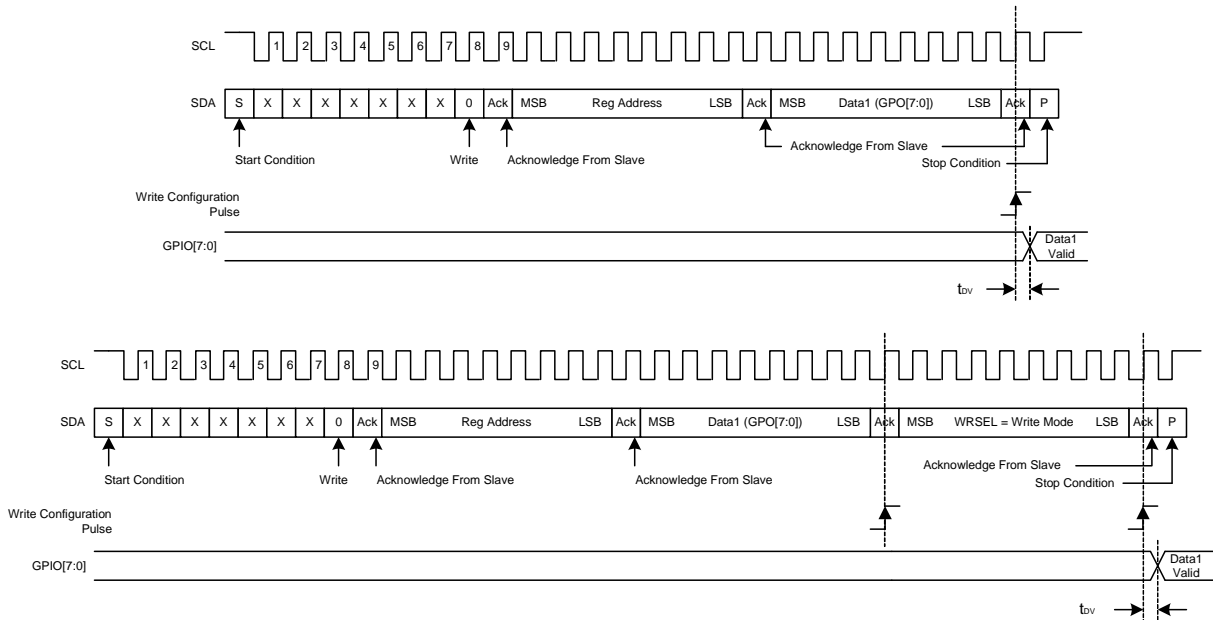 SCL 1 2 3 4 5 6 7 8 9
SDA S X X X X X X X 0 Ack MSB Reg Address LSB Ack MSB Data1 (GPO[7:0]) LSB Ack P
Start Condition Write Acknowledge From Slave Acknowledge From Slave
Stop Condition
Write Configuration
Pulse
GPIO[7:0] Data1
Valid
tDV
SCL 1 2 3 4 5 6 7 8 9
SDA S X X X X X X X 0 Ack MSB Reg Address LSB Ack MSB Data1 (GPO[7:0]) LSB Ack MSB WRSEL = Write Mode LSB Ack P
Acknowledge From Slave
Start Condition Write Acknowledge From Slave Acknowledge From Slave Stop Condition
Write Configuration
Pulse
GPIO[7:0] Data1
Valid
tDV